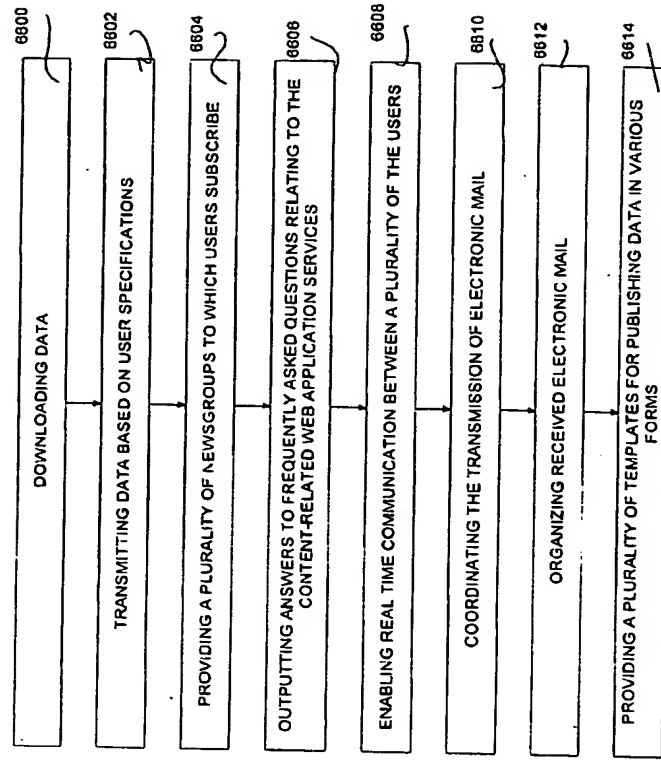 6600
DOWNLOADING DATA
6602
TRANSMITTING DATA BASED ON USER SPECIFICATIONS
6604
PROVIDING A PLURALITY OF NEWSGROUPS TO WHICH USERS SUBSCRIBE
6606
OUTPUTTING ANSWERS TO FREQUENTLY ASKED QUESTIONS RELATING TO THE
CONTENT-RELATED WEB APPLICATION SERVICES
6608
ENABLING REAL TIME COMMUNICATION BETWEEN A PLURALITY OF THE USERS
6610
COORDINATING THE TRANSMISSION OF ELECTRONIC MAIL
6612
ORGANIZING RECEIVED ELECTRONIC MAIL
6614
PROVIDING A PLURALITY OF TEMPLATES FOR PUBLISHING DATA IN VARIOUS
FORMS